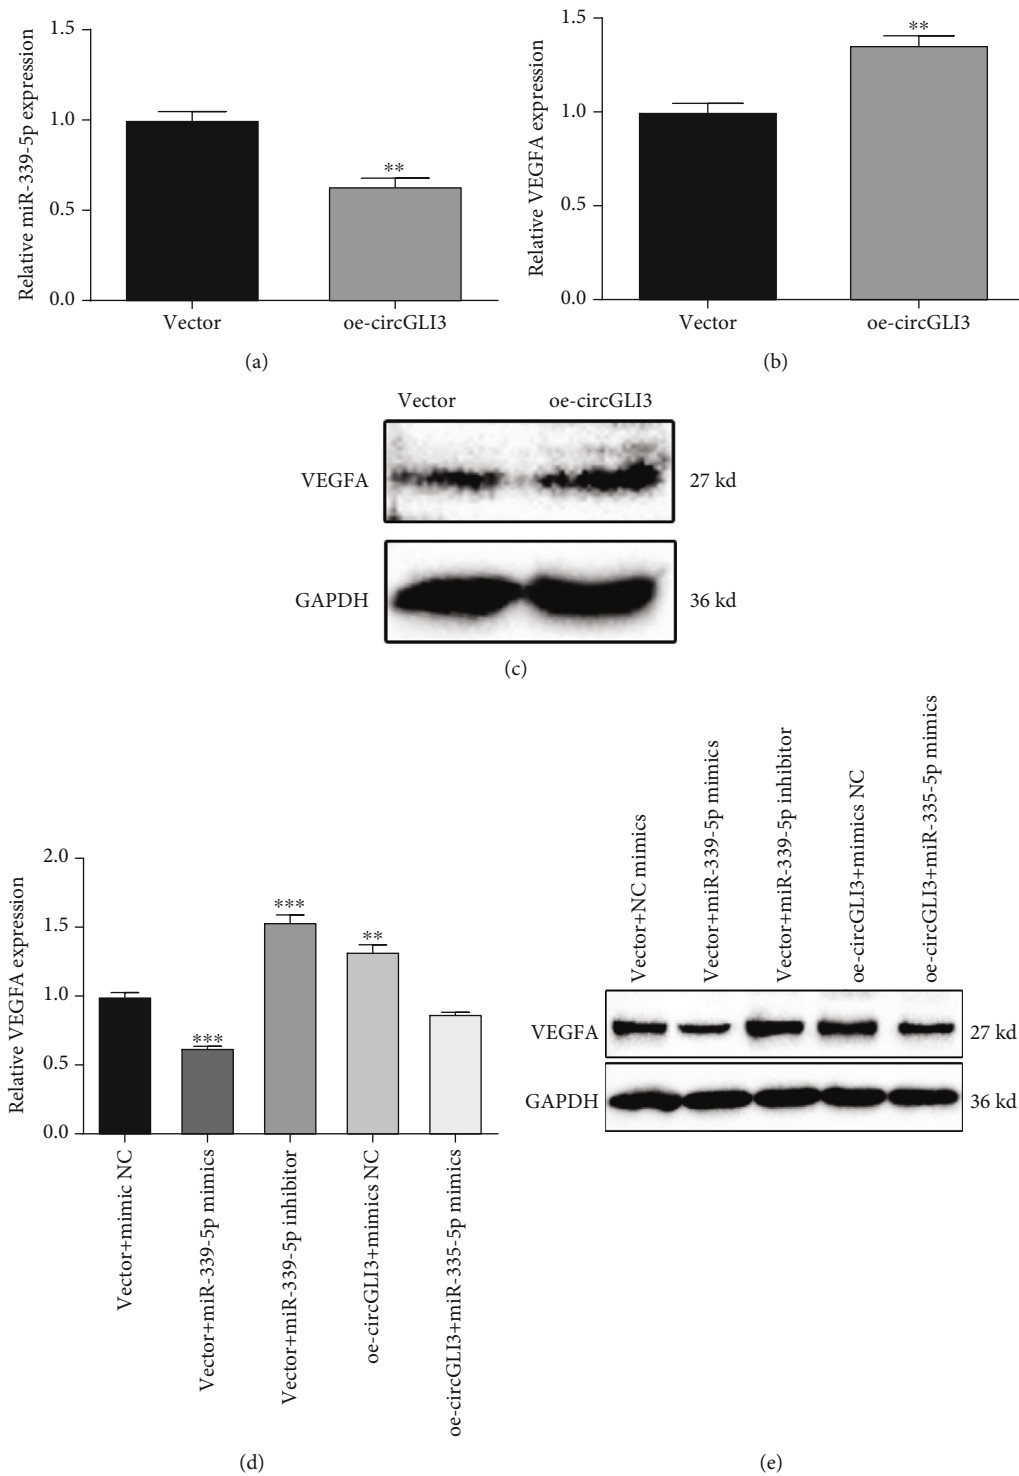 Relative miR-339-5p expression
1.5
1.0
0.5
0.0
**
Vector
oe-circGLI3
(a)
Relative VEGFA expression
1.5
1.0
0.5
0.0
**
Vector
oe-circGLI3
(b)
Vector
oe-circGLI3
VEGFA
27 kd
GAPDH
36 kd
(c)
Relative VEGFA expression
2.0
1.5
1.0
0.5
0.0
***
***
**
Vector+mimic NC
Vector+miR-339-5p mimics
Vector+miR-339-5p inhibitor
oe-circGLI3+mimics NC
oe-circGLI3+miR-335-5p mimics
(d)
Vector+NC mimics
Vector+miR-339-5p mimics
Vector+miR-339-5p inhibitor
oe-circGLI3+mimics NC
oe-circGLI3+miR-335-5p mimics
VEGFA
27 kd
GAPDH
36 kd
(e)